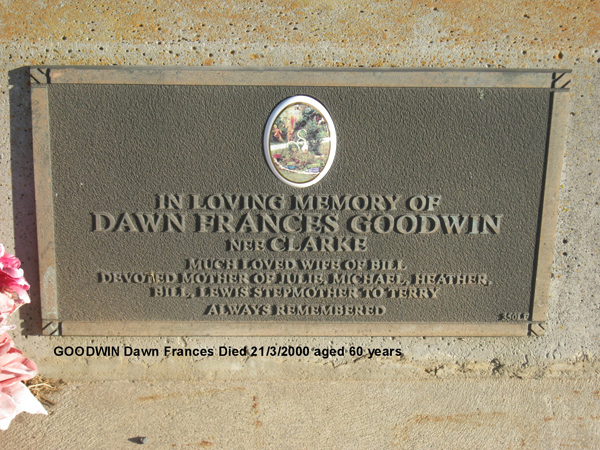 IN LOVING MEMORY OF
DAWN FRANCES GOODWIN
NEE CLARKE
MUCH LOVED WIFE OF BILL
DEVOTED MOTHER OF JULIE, MICHAEL, HEATHER,
BILL, LEWIS STEPMOTHER TO TERRY
ALWAYS REMEMBERED
GOODWIN Dawn Frances Died 21/3/2000 aged 60 years